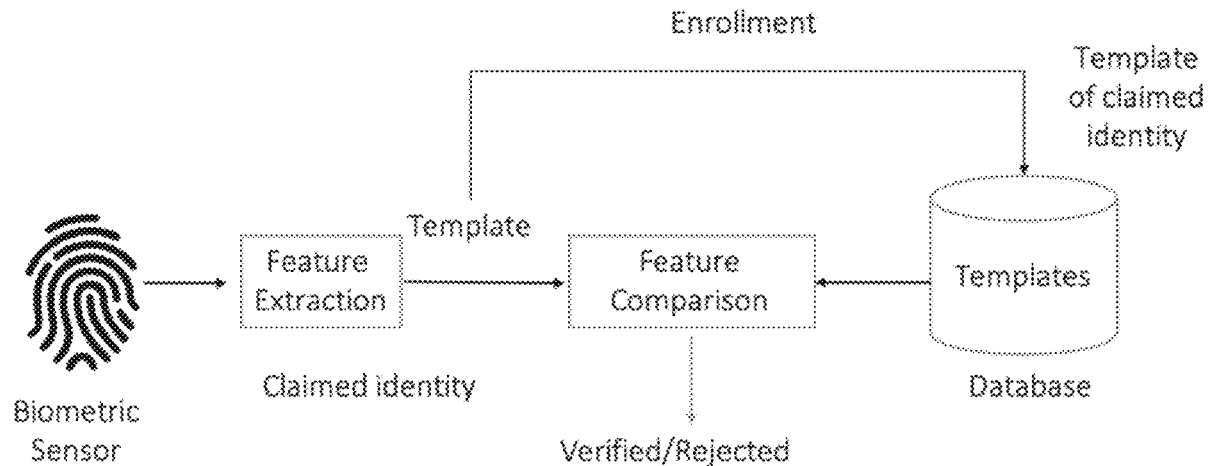 Enrollment
Template
of claimed
identity
Template
Feature
Extraction
Feature
Comparison
Templates
Claimed identity
Database
Biometric
Sensor
Verified/Rejected